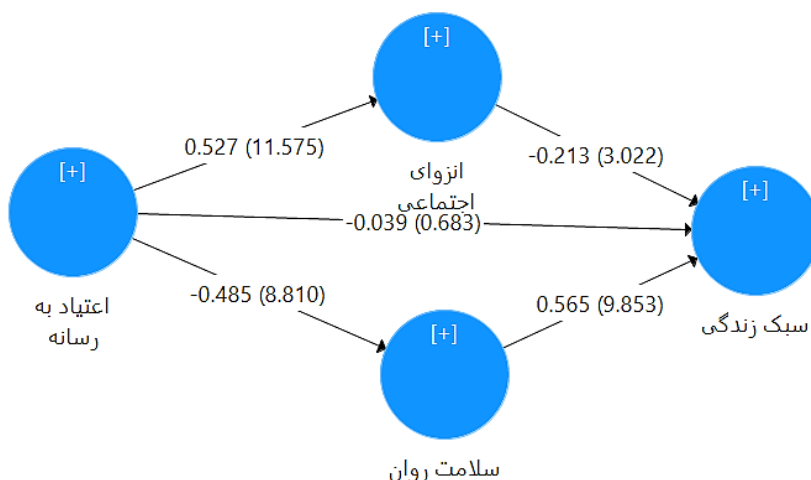 [+]
0.527 (11.575)
انزوای
اجتماعی
-0.213 (3.022)
[+]
[+]
-0.039 (0.683)
اعتیاد به
رسانه
-0.485 (8.810)
0.565 (9.853)
سبک زندگی
[+]
سلامت روان